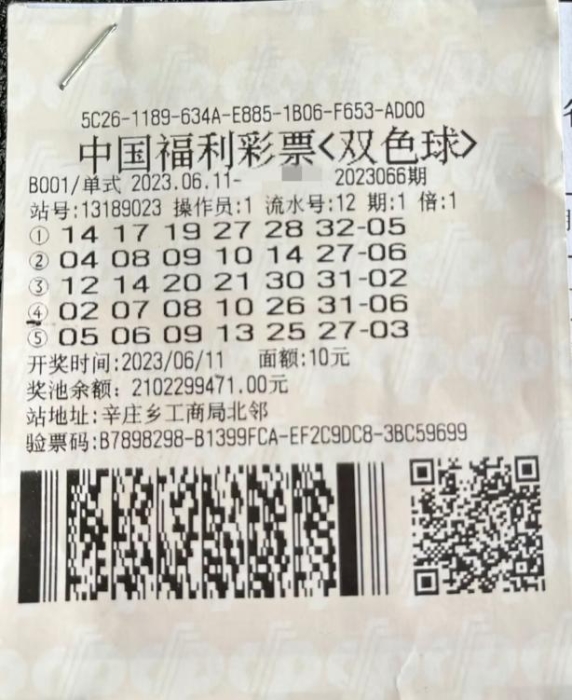 5C26-1189-634A-E885-1B06-F653-AD00
中国福利彩票<双色球>
B001/单式 2023.06.11- 2023066期
站号:13189023 操作员:1 流水号:12 期:1 倍:1
① 14 17 19 27 28 32-05
② 04 08 09 10 14 27-06
③ 12 14 20 21 30 31-02
④ 02 07 08 10 26 31-06
⑤ 05 06 09 13 25 27-03
开奖时间:2023/06/11 面额:10元
奖池余额: 2102299471.00元
站地址:辛庄乡工商局北邻
验票码:B7898298-B1399FCA-EF2C9DC8-3BC59699